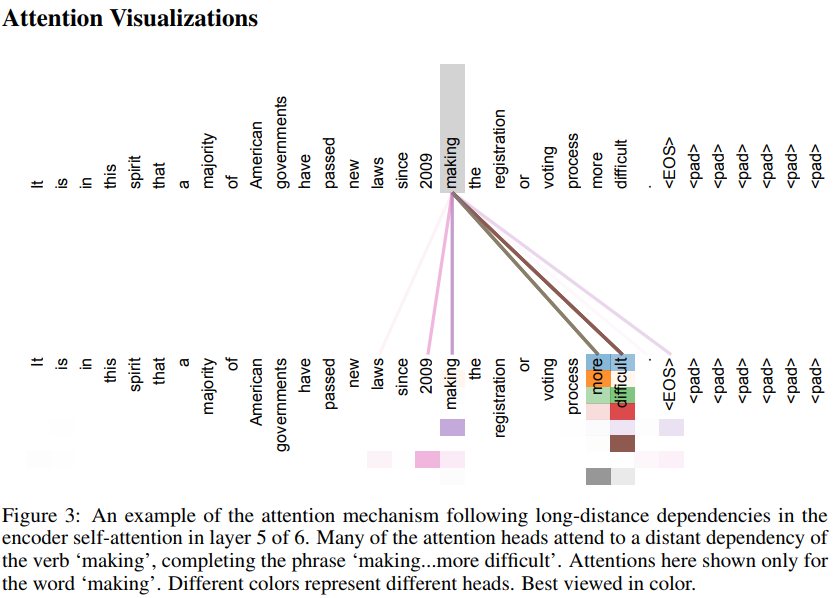 Attention Visualizations
It is in this spirit that a majority of American governments have passed new laws since 2009 making the registration or voting process more difficult . <EOS> <pad> <pad> <pad> <pad> <pad> <pad>
It is in this spirit that a majority of American governments have passed new laws since 2009 making the registration or voting process more difficult . <EOS> <pad> <pad> <pad> <pad> <pad> <pad>
Figure 3: An example of the attention mechanism following long-distance dependencies in the
encoder self-attention in layer 5 of 6. Many of the attention heads attend to a distant dependency of
the verb ‘making’, completing the phrase ‘making...more difficult’. Attentions here shown only for
the word ‘making’. Different colors represent different heads. Best viewed in color.